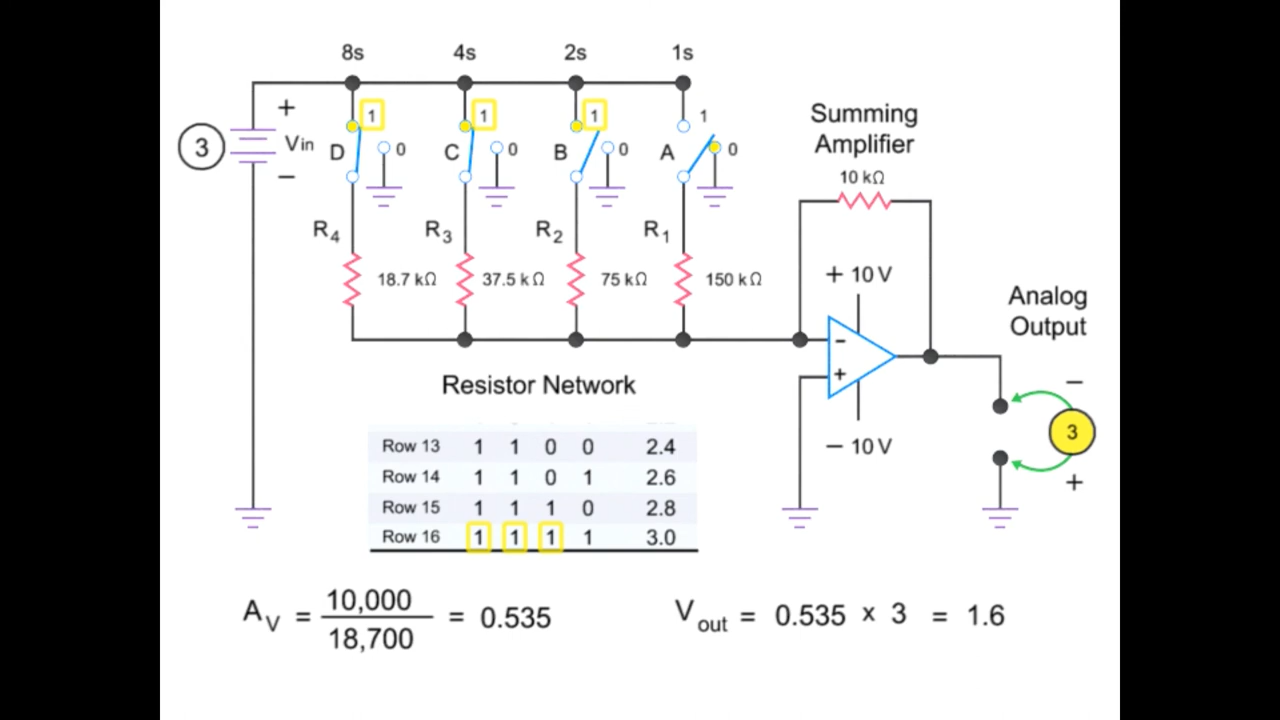 8s 4s 2s 1s
+ 1 1 1 1
3 Vin D 0 C 0 B 0 A 0
−
Summing
Amplifier
10 kΩ
R4 R3 R2 R1
18.7 kΩ 37.5 kΩ 75 kΩ 150 kΩ
+ 10 V
Analog
Output
−
+
− 10 V
−
3
+
Resistor Network
Row 13 1 1 0 0 2.4
Row 14 1 1 0 1 2.6
Row 15 1 1 1 0 2.8
Row 16 1 1 1 1 3.0
AV = 10,000 / 18,700 = 0.535
Vout = 0.535 x 3 = 1.6